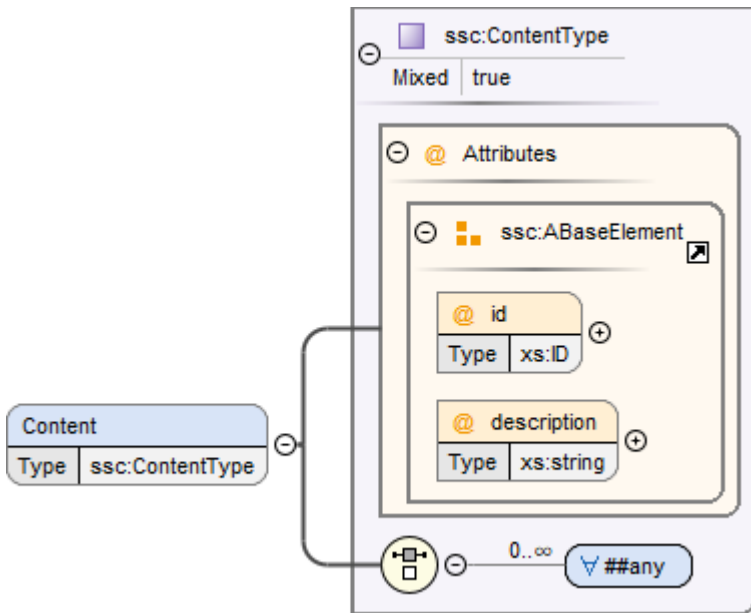 ssc:ContentType
Mixed true
@ Attributes
ssc:ABaseElement
@ id
Type xs:ID
@ description
Type xs:string
Content
Type ssc:ContentType
0..∞
∀ ##any